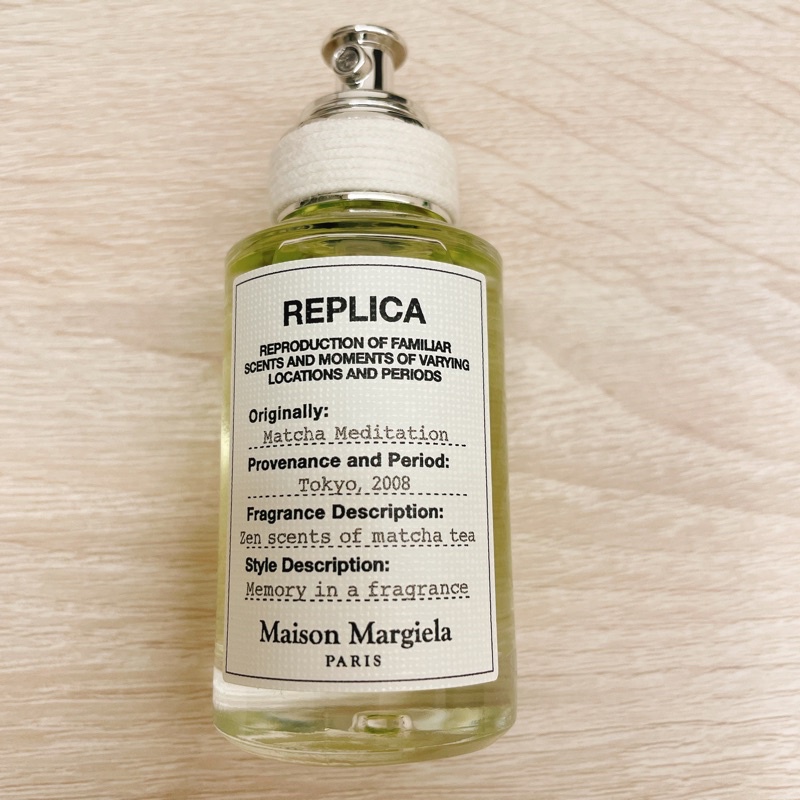 REPLICA
REPRODUCTION OF FAMILIAR
SCENTS AND MOMENTS OF VARYING
LOCATIONS AND PERIODS
Originally:
Matcha Meditation
Provenance and Period:
Tokyo, 2008
Fragrance Description:
Zen scents of matcha tea
Style Description:
Memory in a fragrance
Maison Margiela
PARIS